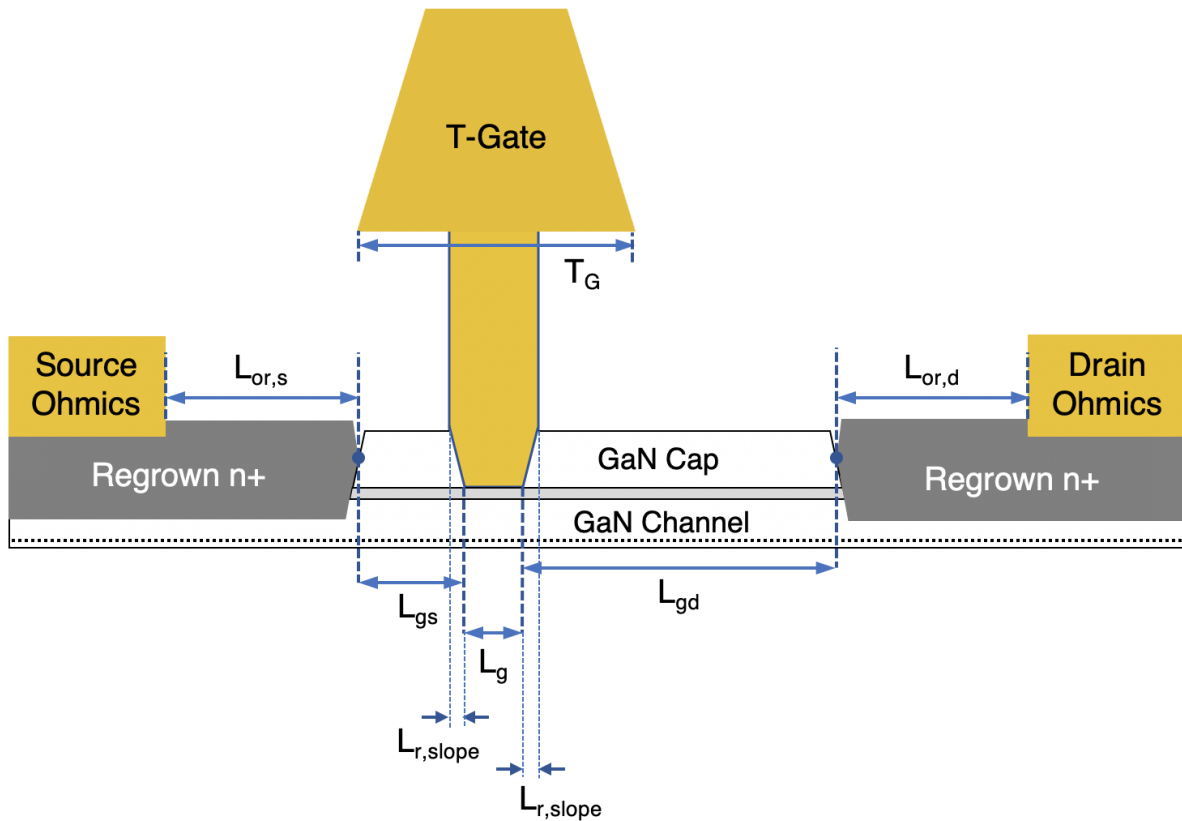 T-Gate
T_G
Source
Ohmics
L_or,s
L_or,d
Drain
Ohmics
Regrown n+
GaN Cap
Regrown n+
GaN Channel
L_gs
L_gd
L_g
L_r,slope
L_r,slope